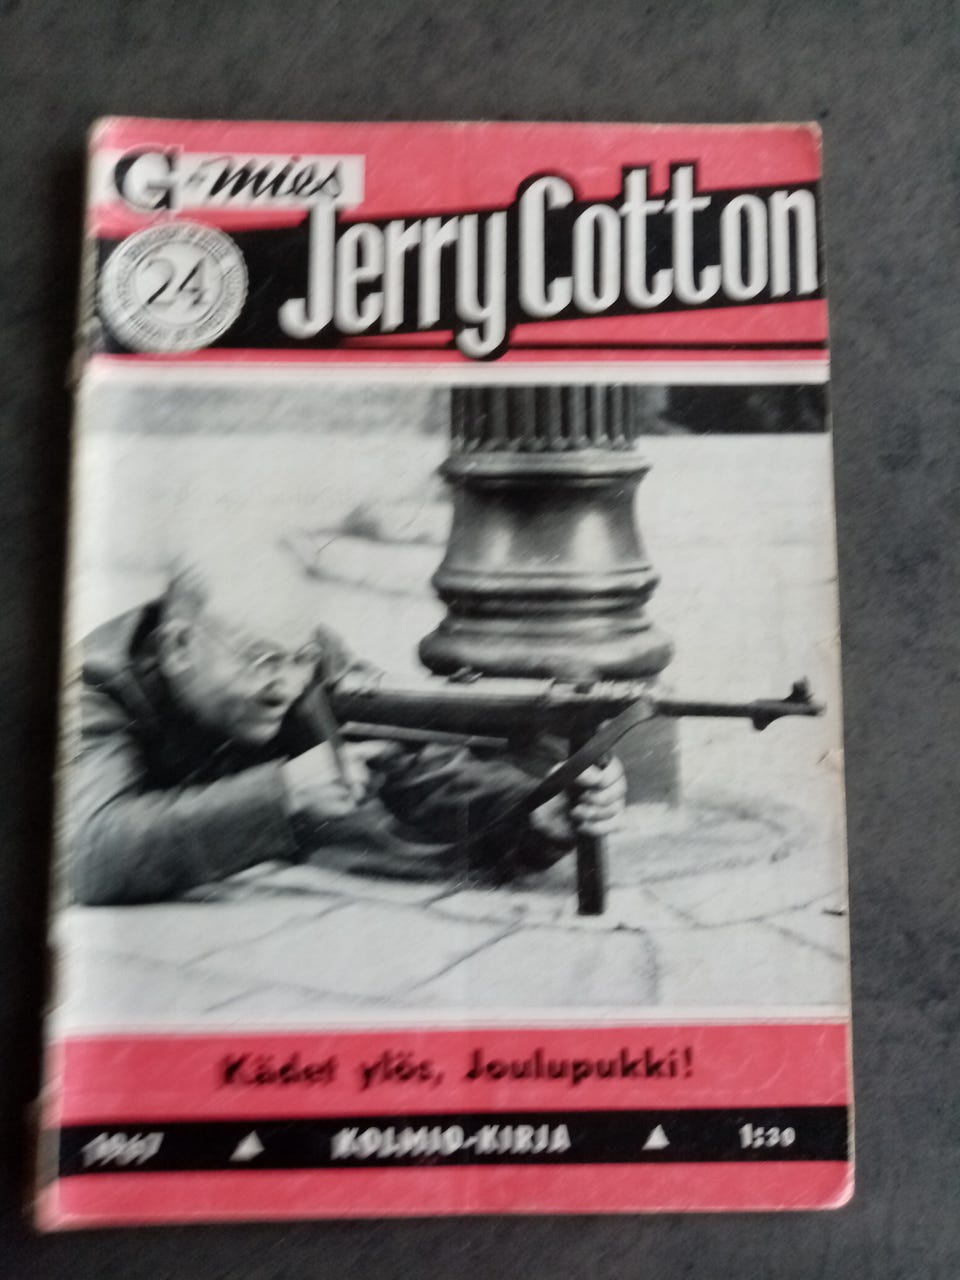 G-mies
Jerry Cotton
24
Kädet ylös, Joulupukki!
1967 KOLMIO-KIRJA 1:30